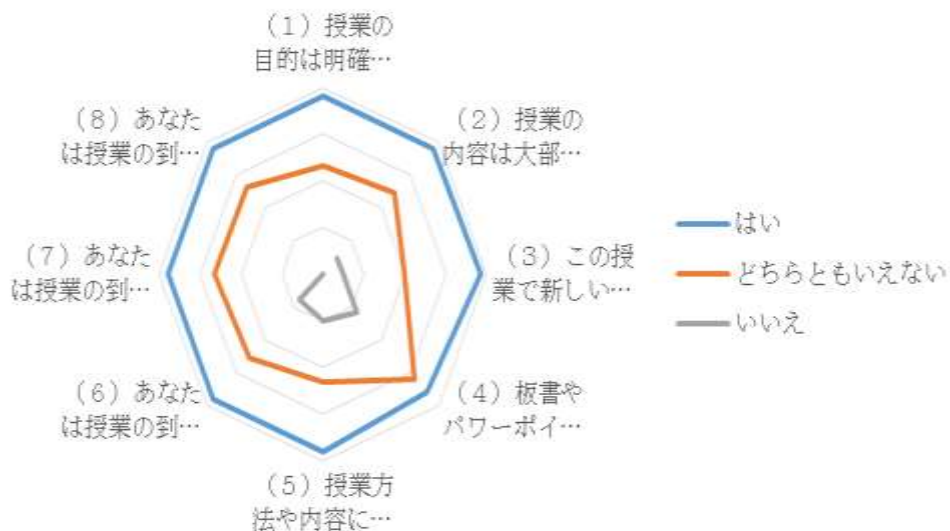 （1）授業の
目的は明確…
（2）授業の
内容は大部…
（3）この授
業で新しい…
（4）板書や
パワーポイ…
（5）授業方
法や内容に…
（6）あなた
は授業の到…
（7）あなた
は授業の到…
（8）あなた
は授業の到…
はい
どちらともいえない
いいえ